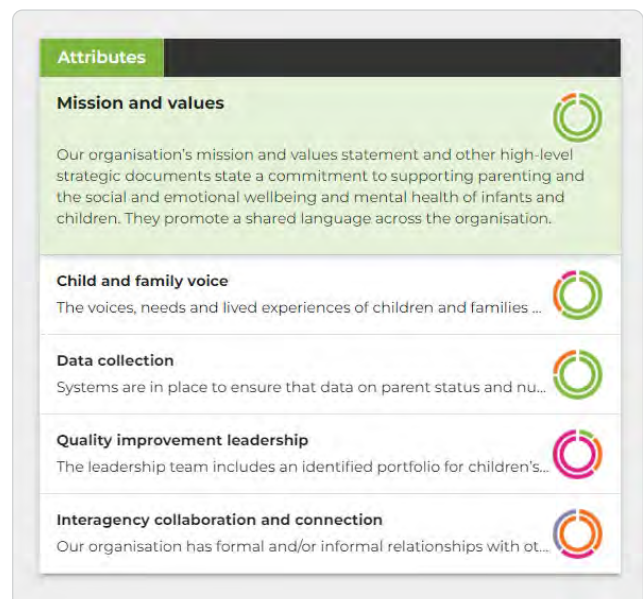 Attributes
Mission and values
Our organisation's mission and values statement and other high-level
strategic documents state a commitment to supporting parenting and
the social and emotional wellbeing and mental health of infants and
children. They promote a shared language across the organisation.
Child and family voice
The voices, needs and lived experiences of children and families ...
Data collection
Systems are in place to ensure that data on parent status and nu...
Quality improvement leadership
The leadership team includes an identified portfolio for children's...
Interagency collaboration and connection
Our organisation has formal and/or informal relationships with ot...